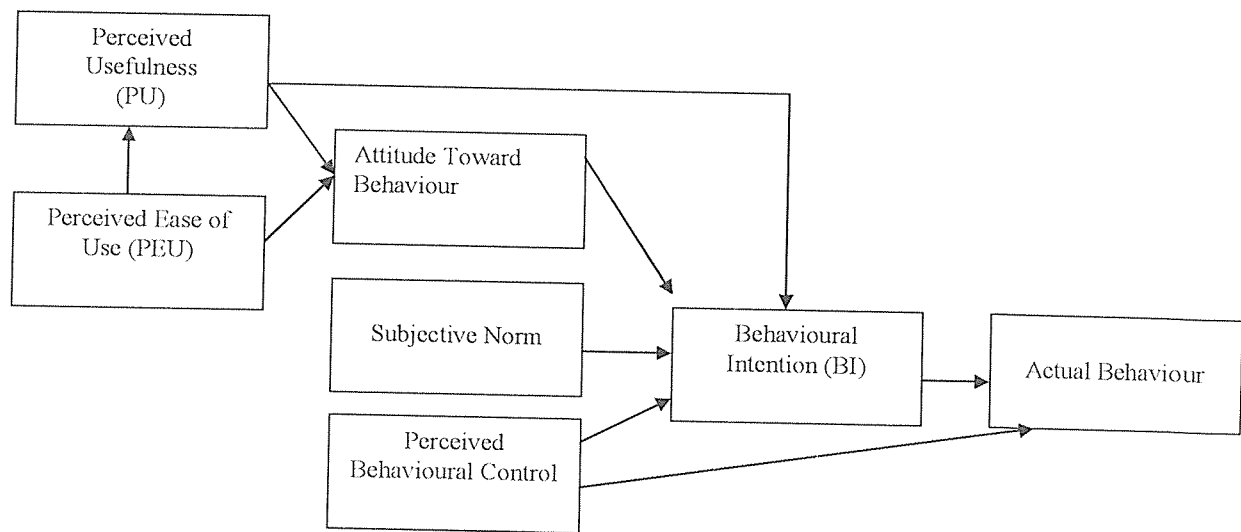 Perceived
Usefulness
(PU)
Attitude Toward
Behaviour
Perceived Ease of
Use (PEU)
Subjective Norm
Behavioural
Intention (BI)
Actual Behaviour
Perceived
Behavioural Control